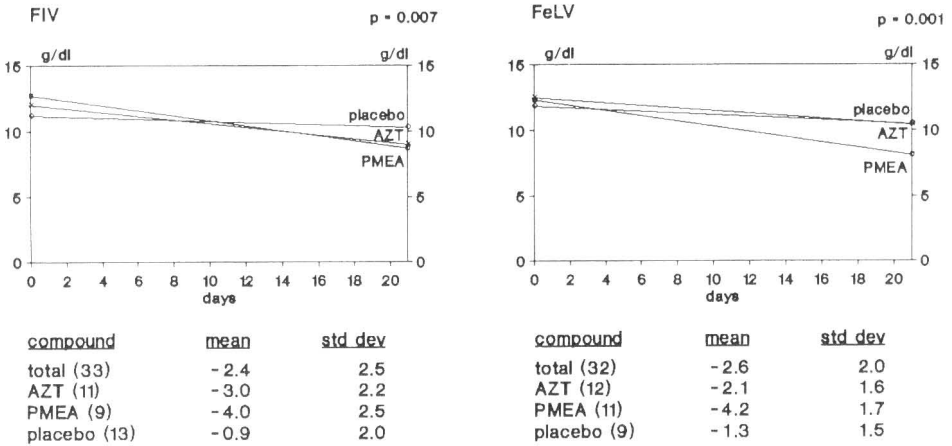 FIV p = 0.007
g/dl g/dl
15 15
placebo
10 10
AZT
PMEA
5 5
0 0
0 2 4 6 8 10 12 14 16 18 20
days
compound mean std dev
total (33) -2.4 2.5
AZT (11) -3.0 2.2
PMEA (9) -4.0 2.5
placebo (13) -0.9 2.0
FeLV p = 0.001
g/dl g/dl
15 15
placebo
10 10
AZT
PMEA
5 5
0 0
0 2 4 6 8 10 12 14 16 18 20
days
compound mean std dev
total (32) -2.6 2.0
AZT (12) -2.1 1.6
PMEA (11) -4.2 1.7
placebo (9) -1.3 1.5